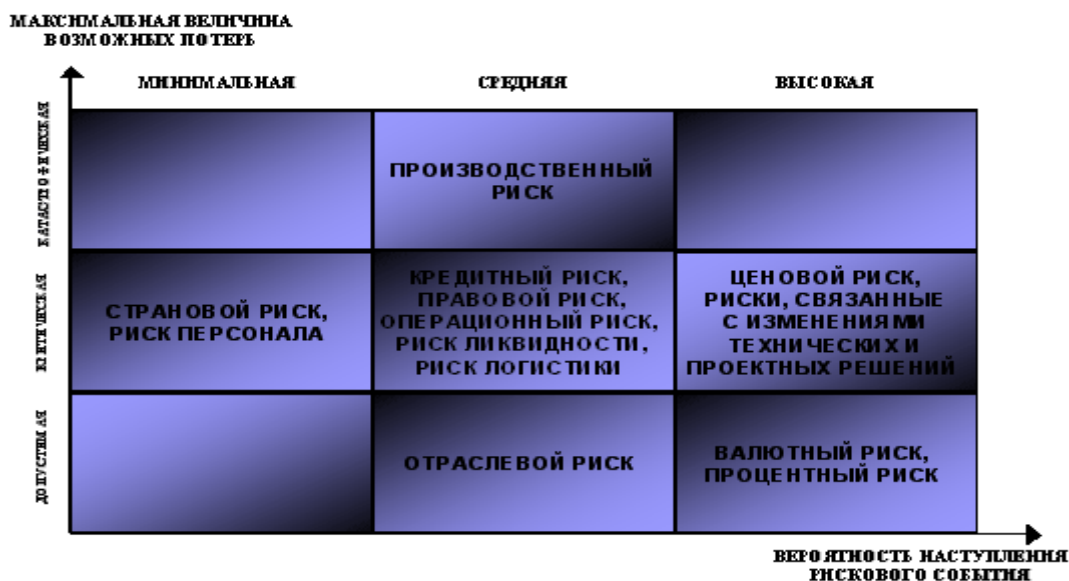 МАКСИМАЛЬНАЯ ВЕЛИЧИНА
ВОЗМОЖНЫХ ПОТЕРЬ
МИНИМАЛЬНАЯ
СРЕДНЯЯ
ВЫСОКАЯ
КАТАСТРОФИЧЕСКАЯ
ПРОИЗВОДСТВЕННЫЙ
РИСК
КРИТИЧЕСКАЯ
СТРАНОВОЙ РИСК,
РИСК ПЕРСОНАЛА
КРЕДИТНЫЙ РИСК,
ПРАВОВОЙ РИСК,
ОПЕРАЦИОННЫЙ РИСК,
РИСК ЛИКВИДНОСТИ,
РИСК ЛОГИСТИКИ
ЦЕНОВОЙ РИСК,
РИСКИ, СВЯЗАННЫЕ
С ИЗМЕНЕНИЯМИ
ТЕХНИЧЕСКИХ И
ПРОЕКТНЫХ РЕШЕНИЙ
ДОПУСТИМАЯ
ОТРАСЛЕВОЙ РИСК
ВАЛЮТНЫЙ РИСК,
ПРОЦЕНТНЫЙ РИСК
ВЕРОЯТНОСТЬ НАСТУПЛЕНИЯ
РИСКОВОГО СОБЫТИЯ